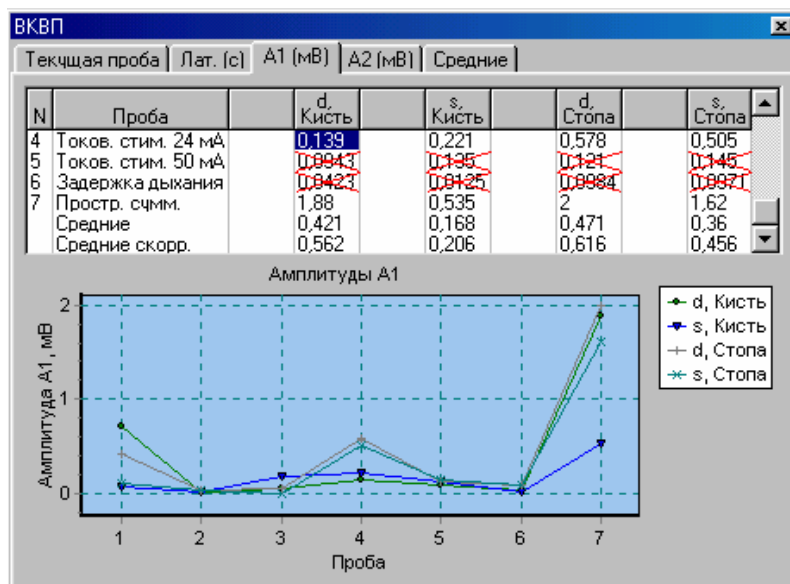 ВКВП
Текущая проба Лат. (с) А1 (мВ) А2 (мВ) Средние
N Проба d, Кисть s, Кисть d, Стопа s, Стопа
4 Токов. стим. 24 мА 0,139 0,221 0,578 0,505
5 Токов. стим. 50 мА 0,0943 0,135 0,121 0,145
6 Задержка дыхания 0,0423 0,0125 0,0984 0,0971
7 Простр. сумм. 1,88 0,535 2 1,62
Средние 0,421 0,168 0,471 0,36
Средние скорр. 0,562 0,206 0,616 0,456
Амплитуды А1
Амплитуда А1, мВ
2
1
0
1 2 3 4 5 6 7
Проба
d, Кисть
s, Кисть
d, Стопа
s, Стопа